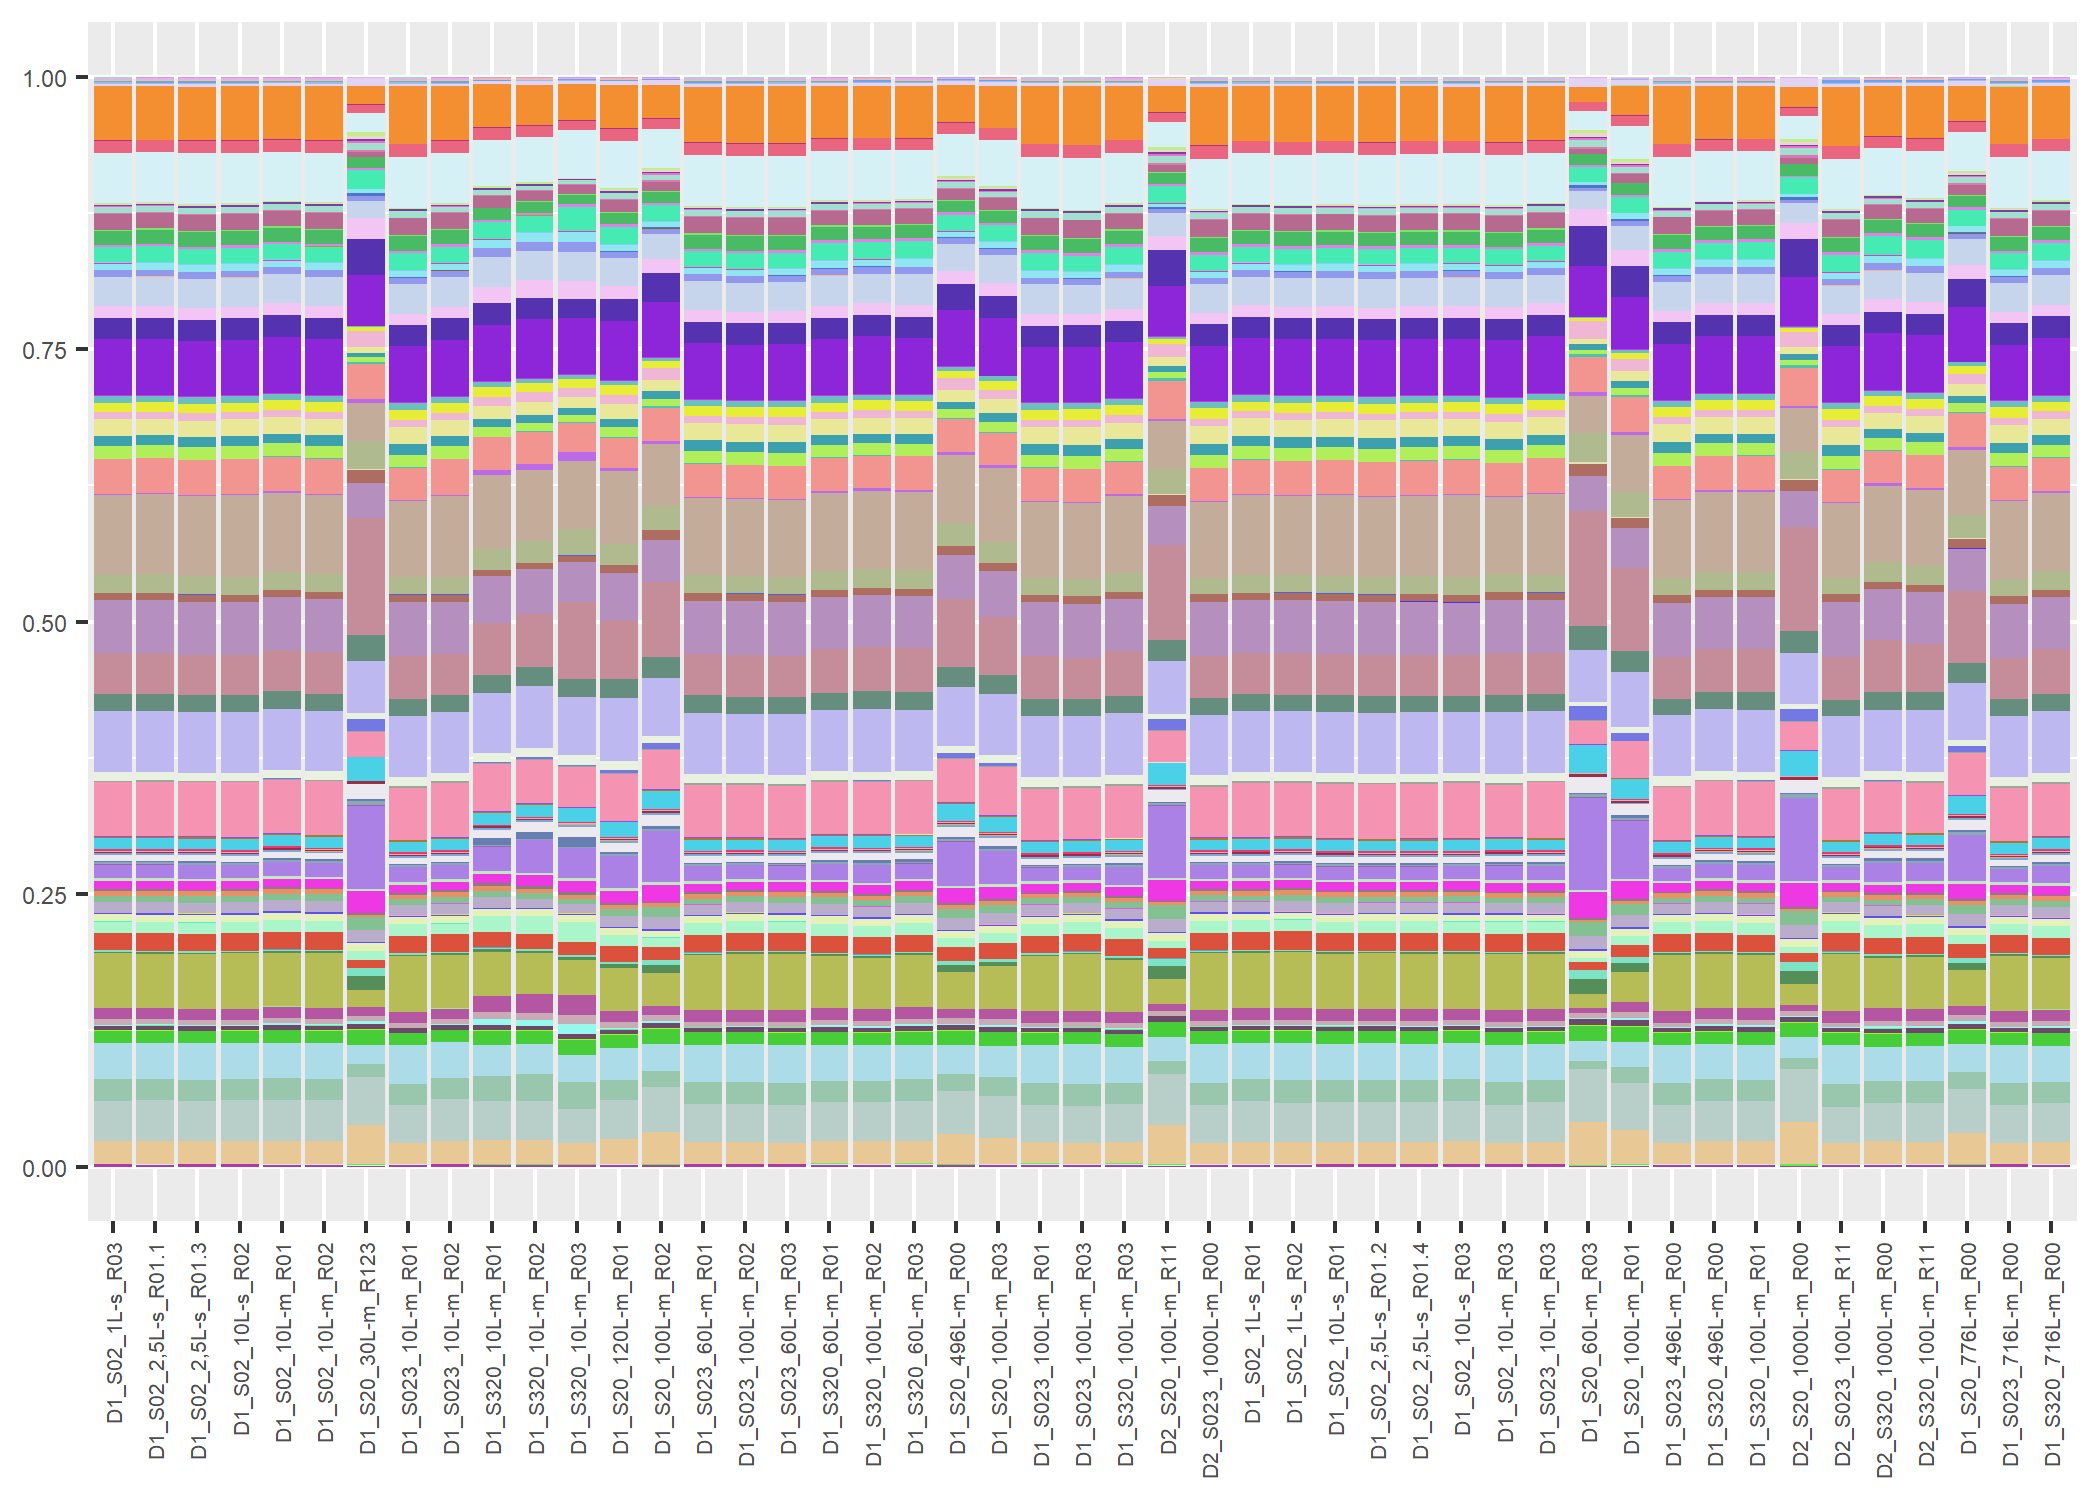 1.00
0.75
0.50
0.25
0.00
D1_S02_1L-s_R03
D1_S02_2,5L-s_R01.1
D1_S02_2,5L-s_R01.3
D1_S02_10L-s_R02
D1_S02_10L-m_R01
D1_S02_10L-m_R02
D1_S20_30L-m_R123
D1_S023_10L-m_R01
D1_S023_10L-m_R02
D1_S320_10L-m_R01
D1_S320_10L-m_R02
D1_S320_10L-m_R03
D1_S20_120L-m_R01
D1_S20_100L-m_R02
D1_S023_60L-m_R01
D1_S023_100L-m_R02
D1_S023_60L-m_R03
D1_S320_60L-m_R01
D1_S320_100L-m_R02
D1_S320_60L-m_R03
D1_S20_496L-m_R00
D1_S20_100L-m_R03
D1_S023_100L-m_R01
D1_S023_100L-m_R03
D1_S320_100L-m_R03
D2_S20_100L-m_R11
D2_S023_1000L-m_R00
D1_S02_1L-s_R01
D1_S02_1L-s_R02
D1_S02_10L-s_R01
D1_S02_2,5L-s_R01.2
D1_S02_2,5L-s_R01.4
D1_S02_10L-s_R03
D1_S02_10L-m_R03
D1_S023_10L-m_R03
D1_S20_60L-m_R03
D1_S20_100L-m_R01
D1_S023_496L-m_R00
D1_S320_496L-m_R00
D1_S320_100L-m_R01
D2_S20_1000L-m_R00
D2_S023_100L-m_R11
D2_S320_1000L-m_R00
D2_S320_100L-m_R11
D1_S20_776L-m_R00
D1_S023_716L-m_R00
D1_S320_716L-m_R00